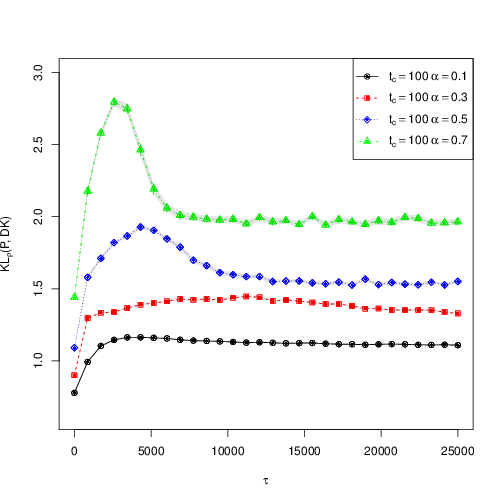 t_c = 100 α = 0.1
t_c = 100 α = 0.3
t_c = 100 α = 0.5
t_c = 100 α = 0.7
3.0
2.5
2.0
1.5
1.0
KL_p(P, DK)
0 5000 10000 15000 20000 25000
τ